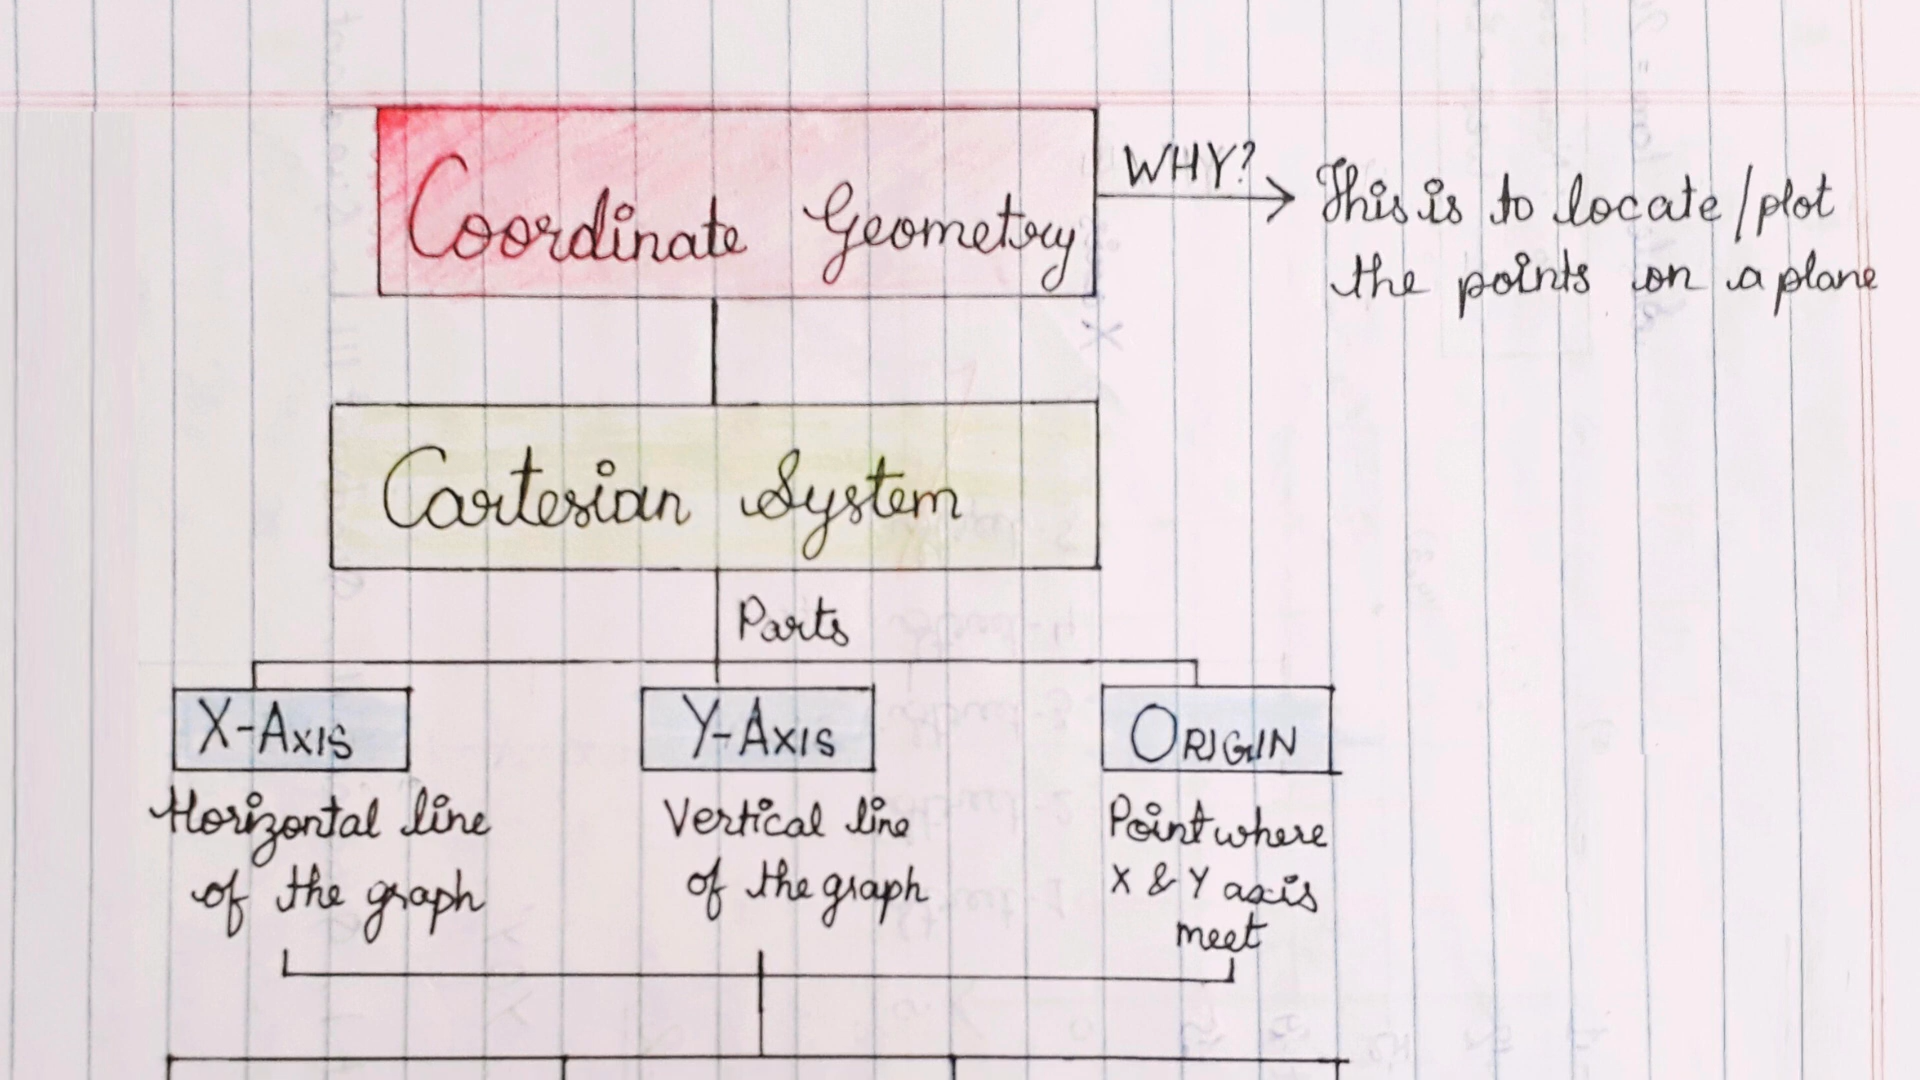 Coordinate Geometry
WHY?
This is to locate/plot
the points on a plane
Cartesian System
Parts
X-AXIS
Y-AXIS
ORIGIN
Horizontal line
of the graph
Vertical line
of the graph
Point where
X & Y axis
meet